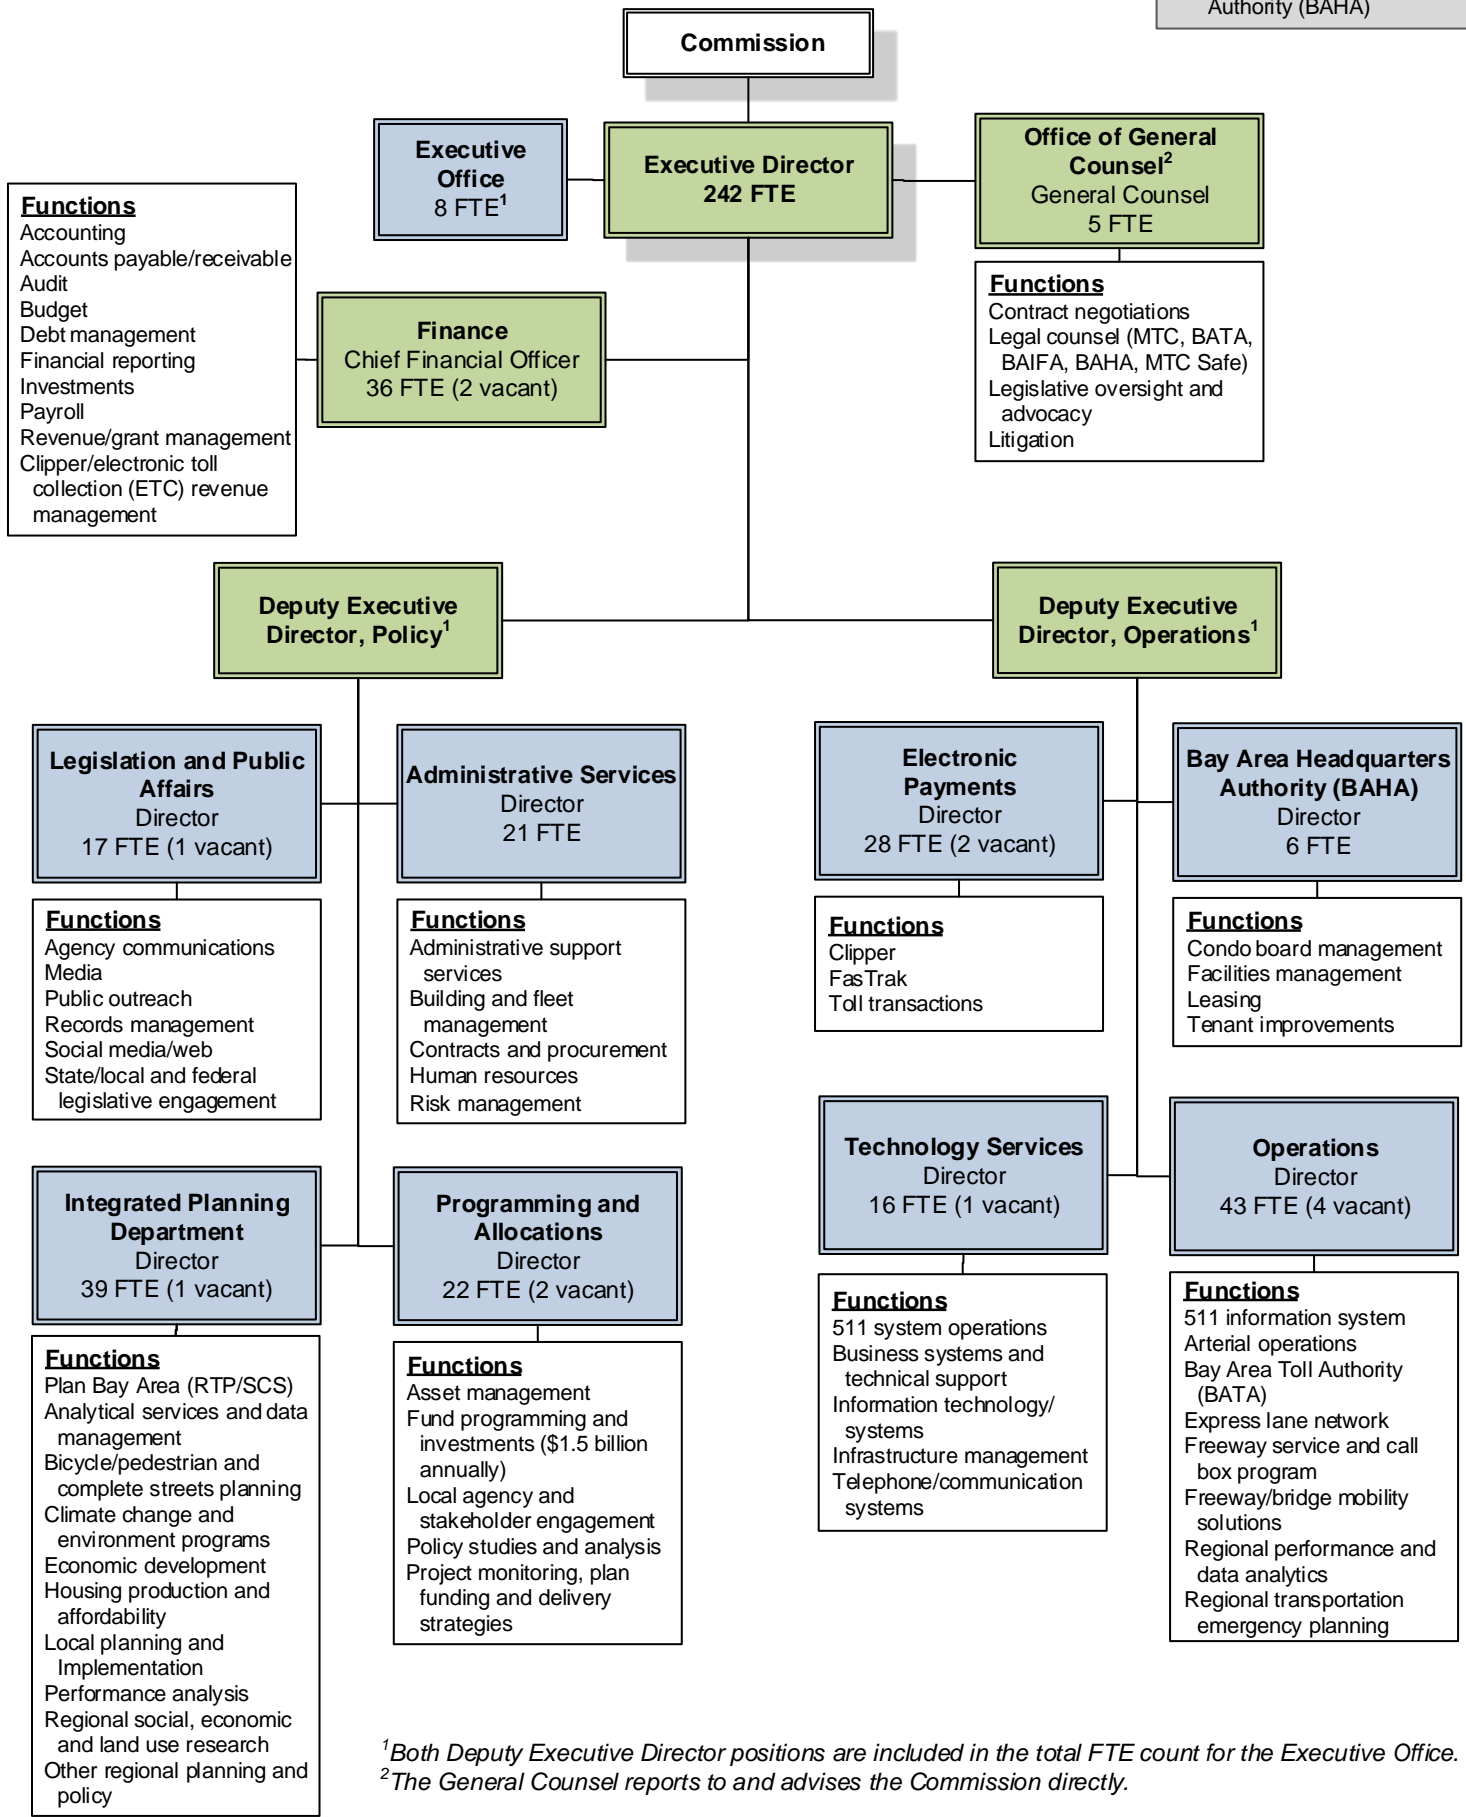 Authority (BAHA)
Commission
Executive
Office
8 FTE¹
Executive Director
242 FTE
Office of General
Counsel²
General Counsel
5 FTE
Functions
Accounting
Accounts payable/receivable
Audit
Budget
Debt management
Financial reporting
Investments
Payroll
Revenue/grant management
Clipper/electronic toll
collection (ETC) revenue
management
Finance
Chief Financial Officer
36 FTE (2 vacant)
Functions
Contract negotiations
Legal counsel (MTC, BATA,
BAIFA, BAHA, MTC Safe)
Legislative oversight and
advocacy
Litigation
Deputy Executive
Director, Policy¹
Deputy Executive
Director, Operations¹
Legislation and Public
Affairs
Director
17 FTE (1 vacant)
Functions
Agency communications
Media
Public outreach
Records management
Social media/web
State/local and federal
legislative engagement
Administrative Services
Director
21 FTE
Functions
Administrative support
services
Building and fleet
management
Contracts and procurement
Human resources
Risk management
Electronic
Payments
Director
28 FTE (2 vacant)
Functions
Clipper
FasTrak
Toll transactions
Bay Area Headquarters
Authority (BAHA)
Director
6 FTE
Functions
Condo board management
Facilities management
Leasing
Tenant improvements
Integrated Planning
Department
Director
39 FTE (1 vacant)
Functions
Plan Bay Area (RTP/SCS)
Analytical services and data
management
Bicycle/pedestrian and
complete streets planning
Climate change and
environment programs
Economic development
Housing production and
affordability
Local planning and
Implementation
Performance analysis
Regional social, economic
and land use research
Other regional planning and
policy
Programming and
Allocations
Director
22 FTE (2 vacant)
Functions
Asset management
Fund programming and
investments ($1.5 billion
annually)
Local agency and
stakeholder engagement
Policy studies and analysis
Project monitoring, plan
funding and delivery
strategies
Technology Services
Director
16 FTE (1 vacant)
Functions
511 system operations
Business systems and
technical support
Information technology/
systems
Infrastructure management
Telephone/communication
systems
Operations
Director
43 FTE (4 vacant)
Functions
511 information system
Arterial operations
Bay Area Toll Authority
(BATA)
Express lane network
Freeway service and call
box program
Freeway/bridge mobility
solutions
Regional performance and
data analytics
Regional transportation
emergency planning
¹Both Deputy Executive Director positions are included in the total FTE count for the Executive Office.
²The General Counsel reports to and advises the Commission directly.